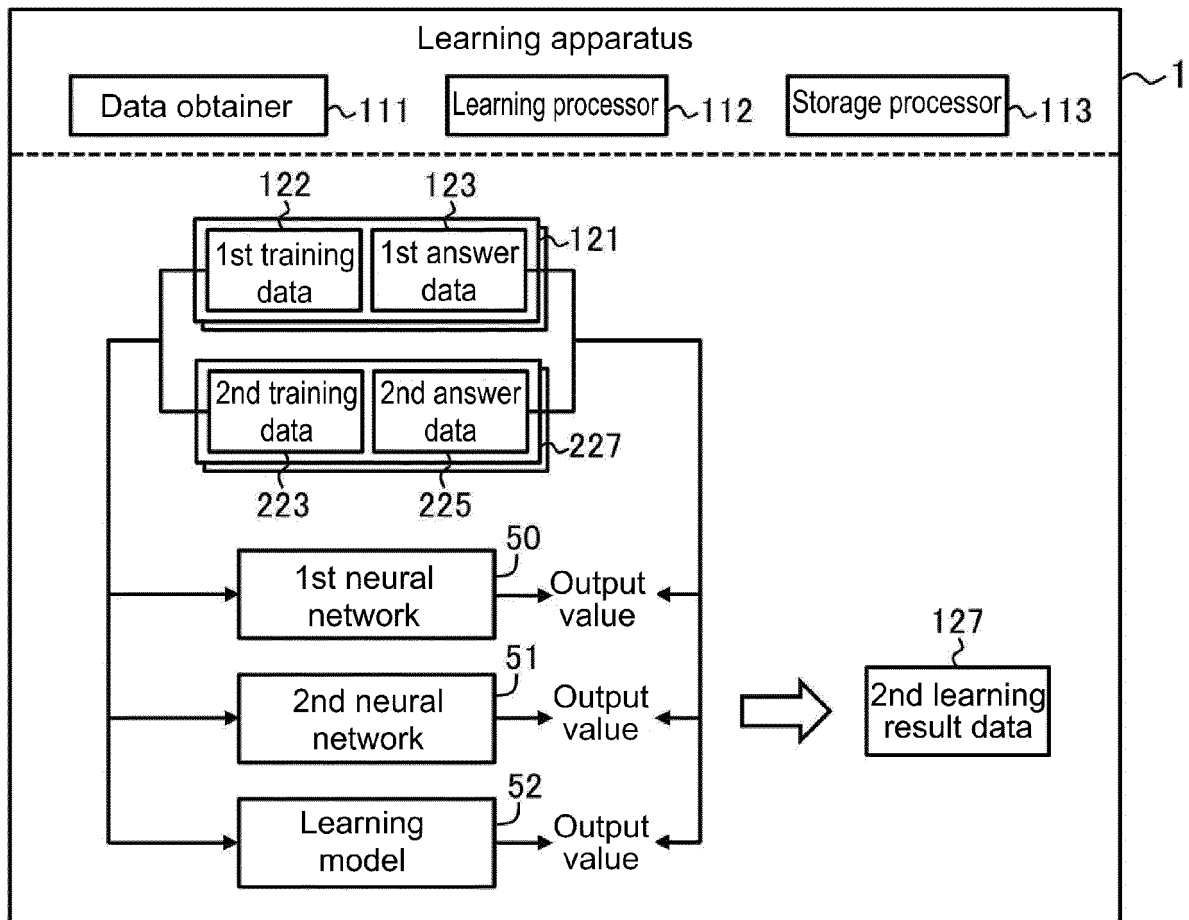 Learning apparatus
1
Data obtainer
111
Learning processor
112
Storage processor
113
122
123
1st training
data
1st answer
data
121
2nd training
data
2nd answer
data
227
223
225
50
1st neural
network
Output
value
51
2nd neural
network
Output
value
52
Learning
model
Output
value
127
2nd learning
result data